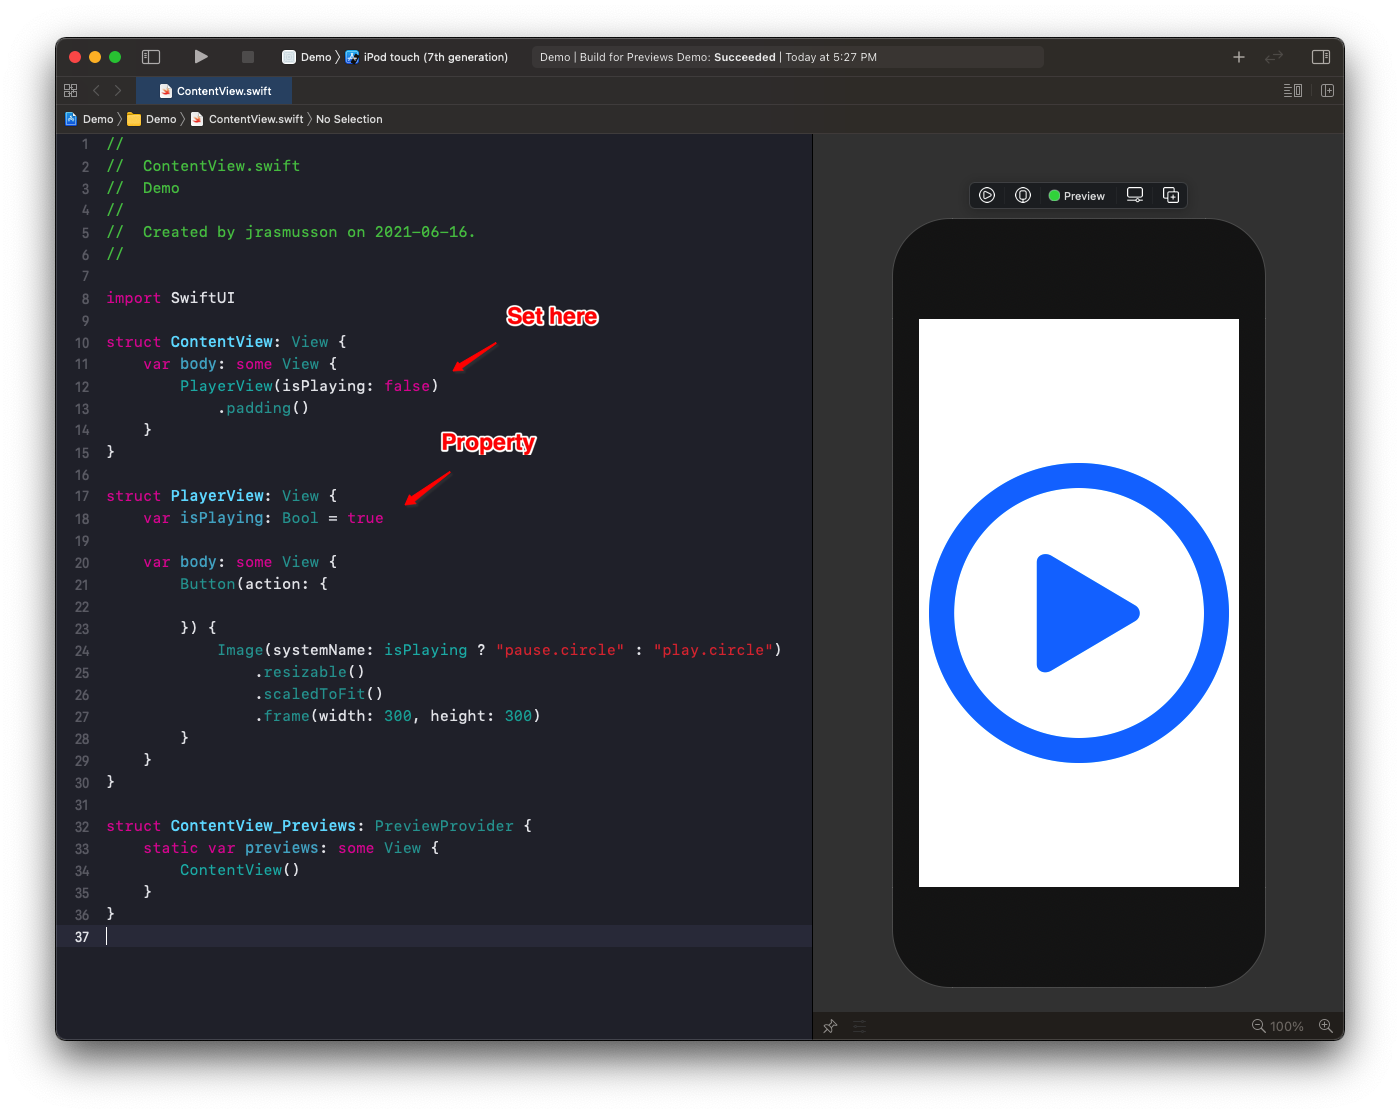 Demo 〉 iPod touch (7th generation)
Demo | Build for Previews Demo: Succeeded | Today at 5:27 PM
ContentView.swift
Demo 〉 Demo 〉 ContentView.swift 〉 No Selection
1 //
2 //  ContentView.swift
3 //  Demo
4 //
5 //  Created by jrasmusson on 2021-06-16.
6 //
7
8 import SwiftUI
9
Set here
10 struct ContentView: View {
11     var body: some View {
12         PlayerView(isPlaying: false)
13             .padding()
14     }
15 }
Property
16
17 struct PlayerView: View {
18     var isPlaying: Bool = true
19
20     var body: some View {
21         Button(action: {
22
23         }) {
24             Image(systemName: isPlaying ? "pause.circle" : "play.circle")
25                 .resizable()
26                 .scaledToFit()
27                 .frame(width: 300, height: 300)
28         }
29     }
30 }
31
32 struct ContentView_Previews: PreviewProvider {
33     static var previews: some View {
34         ContentView()
35     }
36 }
37
Preview
100%